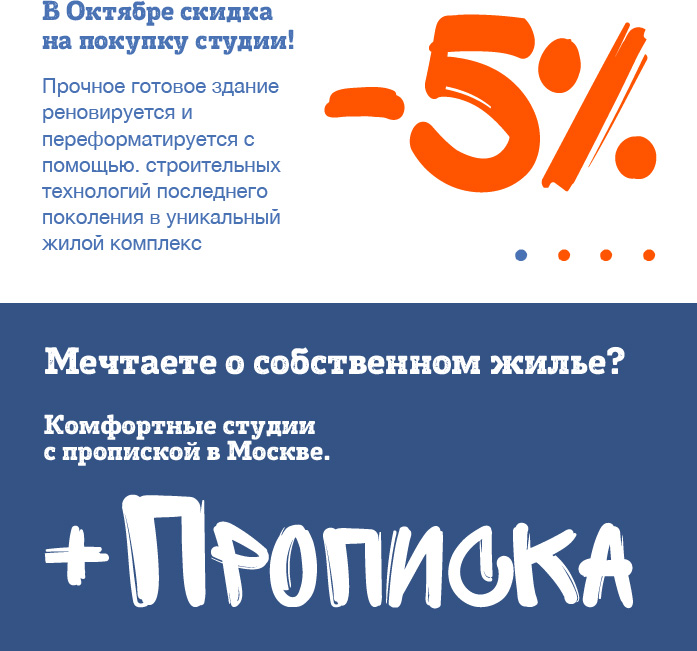 В Октябре скидка
на покупку студии!
Прочное готовое здание
реновируется и
переформатируется с
помощью. строительных
технологий последнего
поколения в уникальный
жилой комплекс
-5%
Мечтаете о собственном жилье?
Комфортные студии
с пропиской в Москве.
+Прописка